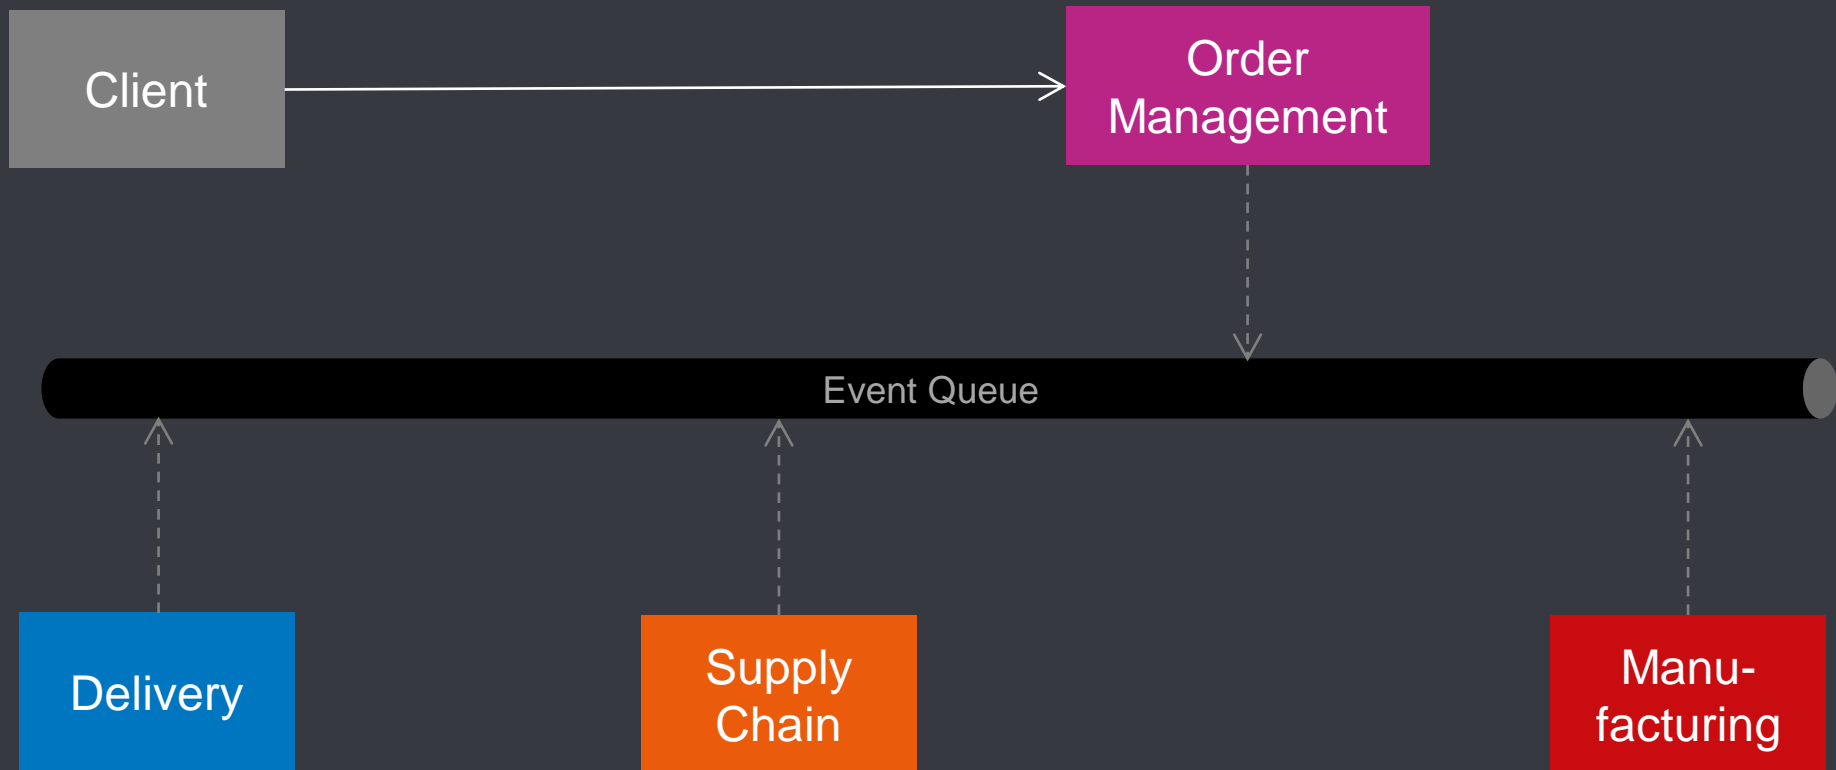 Client
Order
Management
Event Queue
Delivery
Supply
Chain
Manu-
facturing